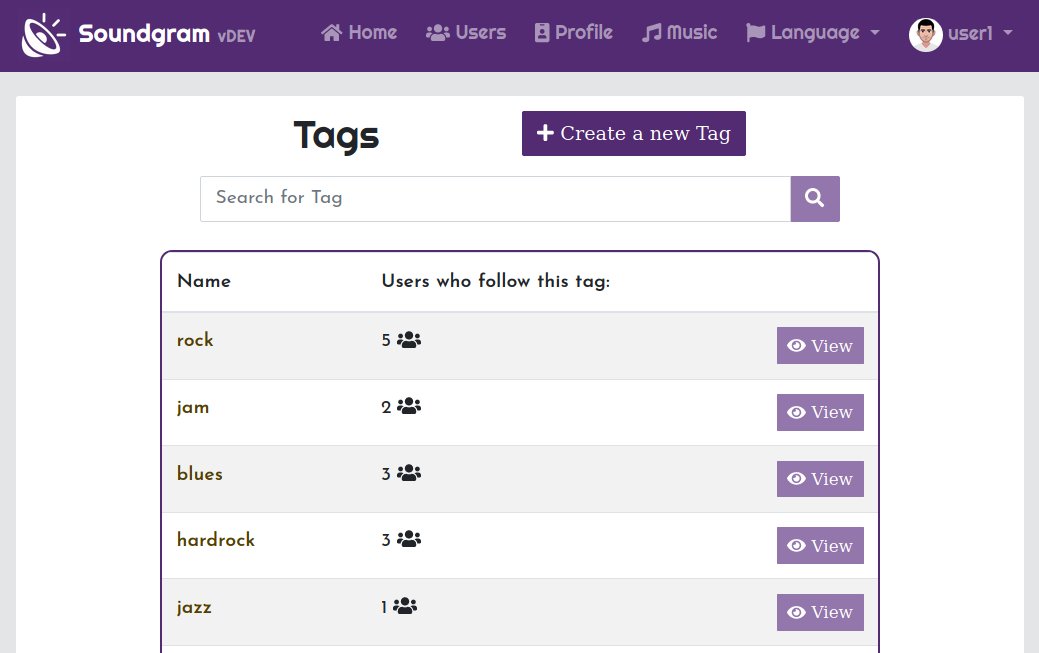 Soundgram vDEV Home Users Profile Music Language user1
Tags Create a new Tag
Search for Tag
Name Users who follow this tag:
rock 5 View
jam 2 View
blues 3 View
hardrock 3 View
jazz 1 View